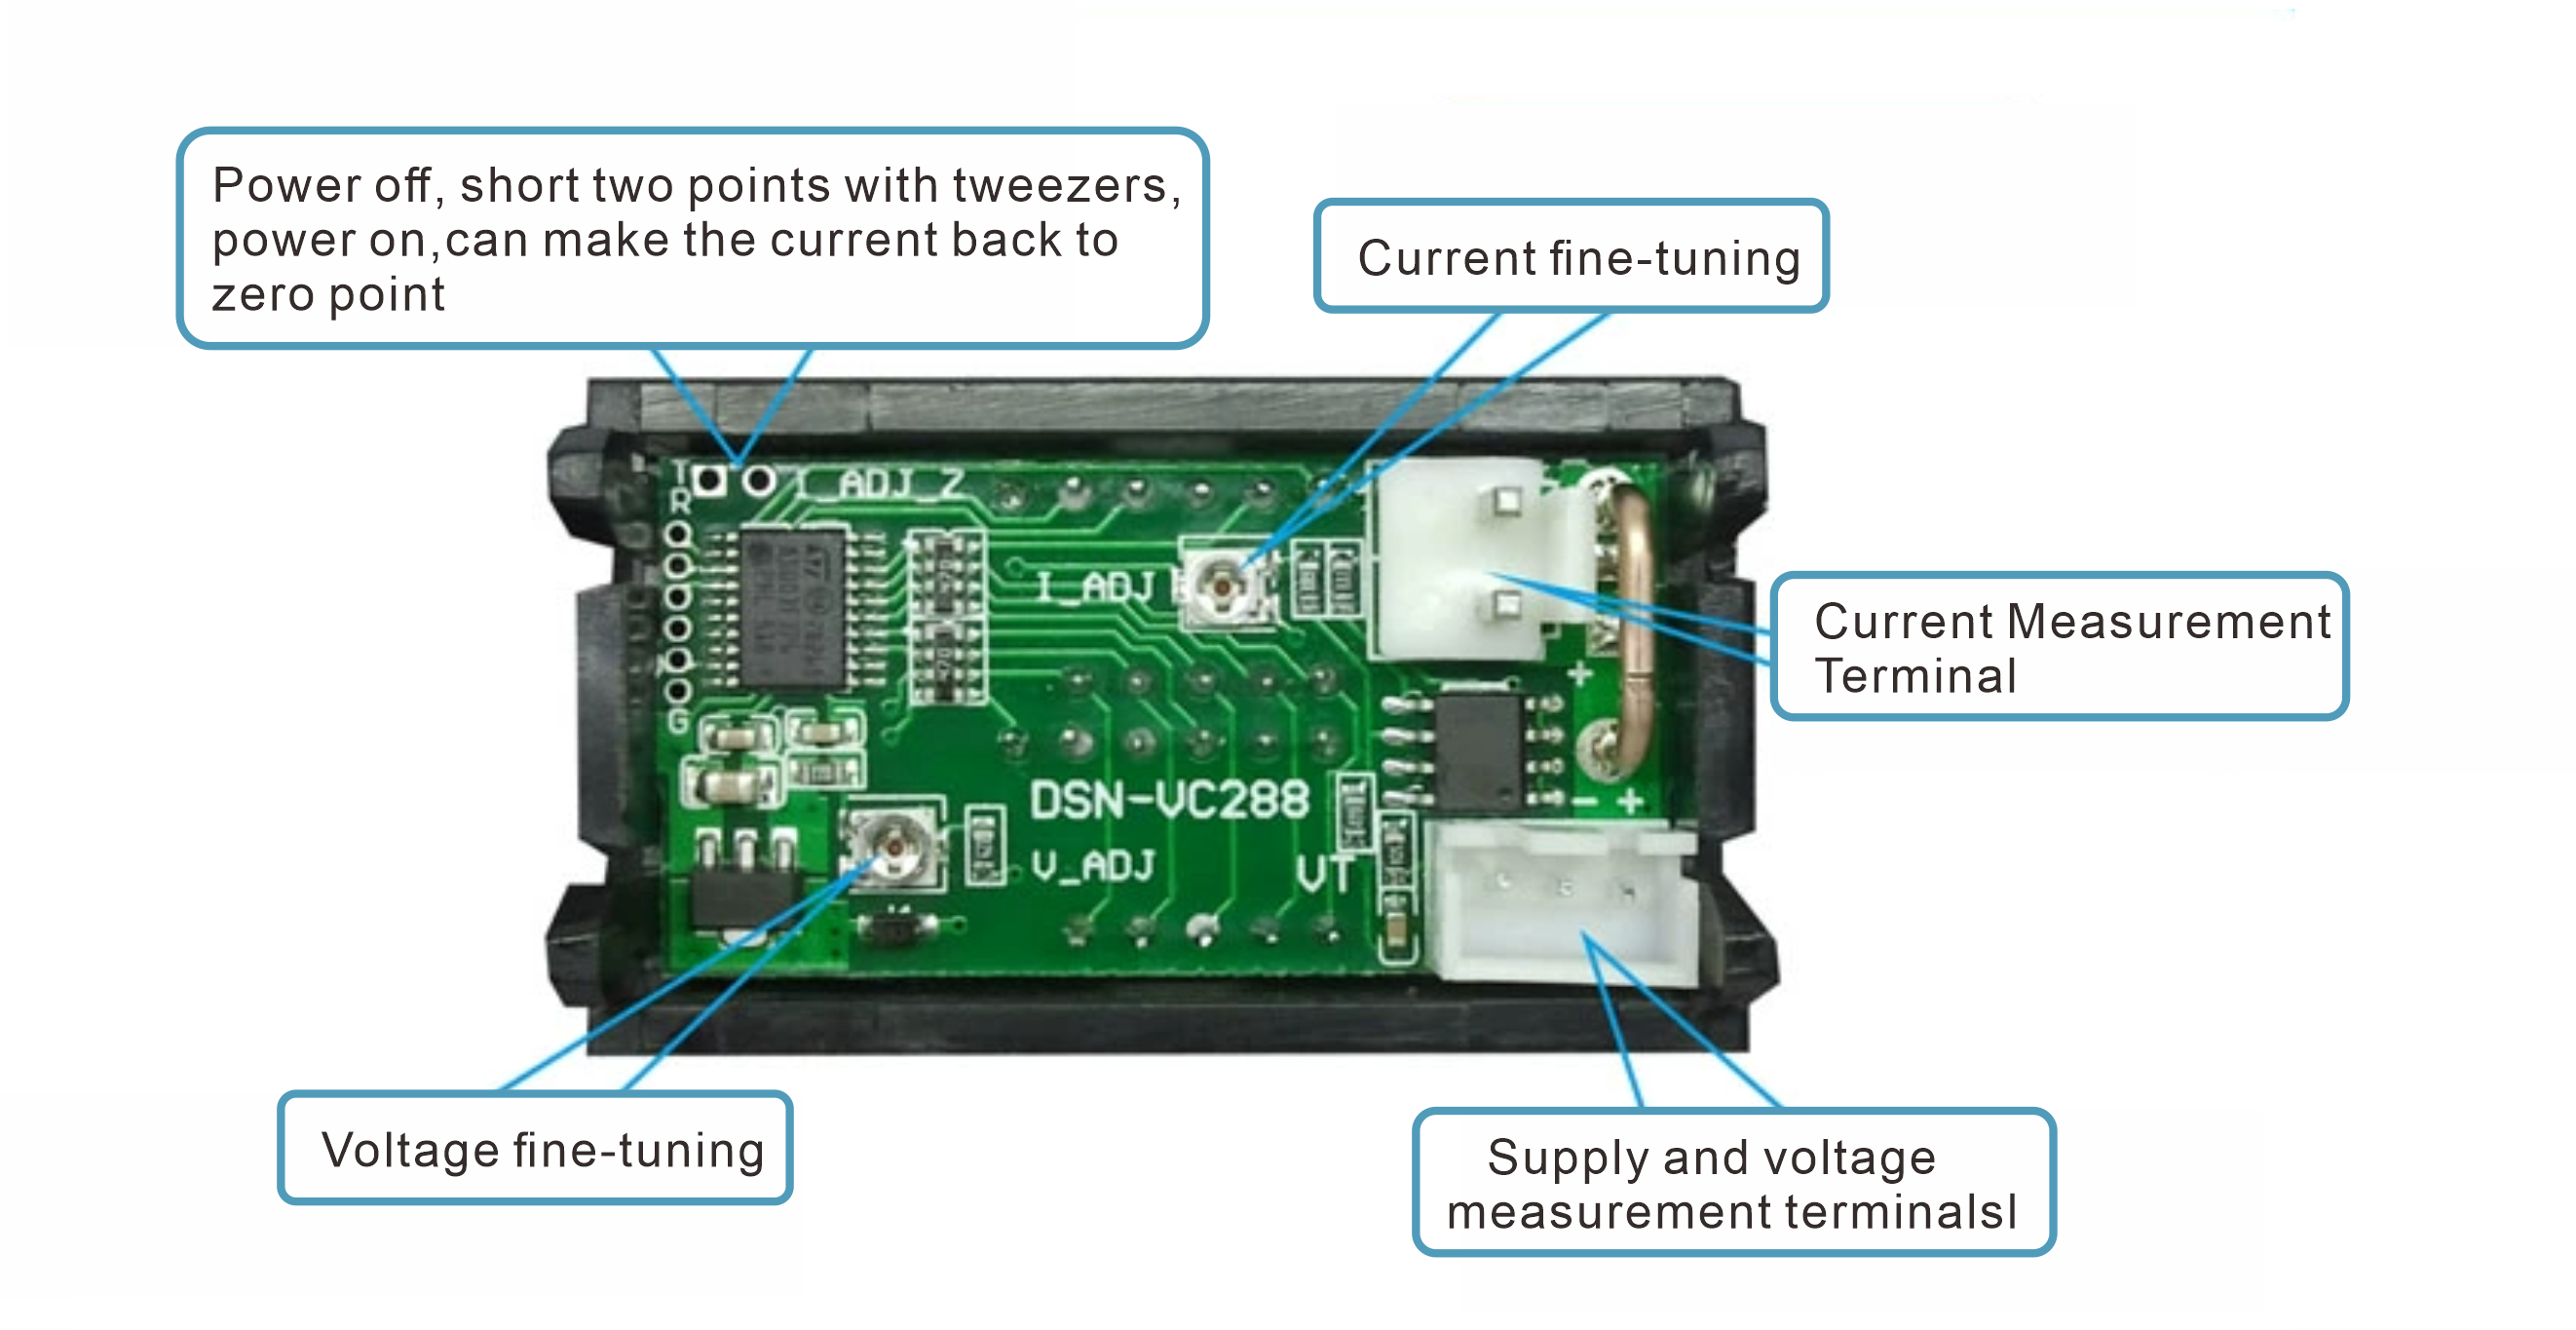 Power off, short two points with tweezers,
power on,can make the current back to
zero point
Current fine-tuning
T
R
I_ADJ_Z
I_ADJ
Current Measurement
Terminal
+
G
DSN-VC288
- +
V_ADJ
VT
Voltage fine-tuning
Supply and voltage
measurement terminalsl